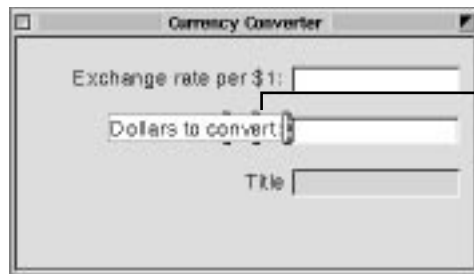 Currency Converter
Exchange rate per $1:
Dollars to convert:
Title